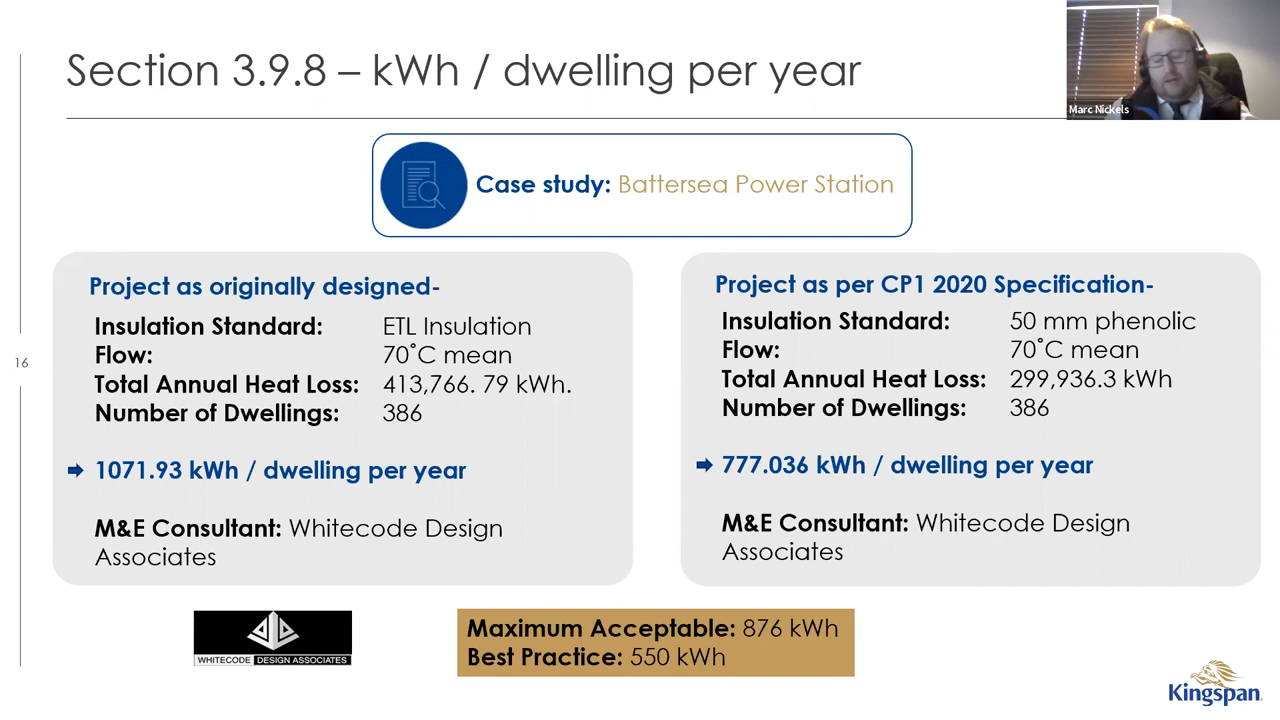 Section 3.9.8 – kWh / dwelling per year
Marc Nickels
Case study: Battersea Power Station
Project as originally designed-
Insulation Standard: ETL Insulation
Flow: 70˚C mean
Total Annual Heat Loss: 413,766. 79 kWh.
Number of Dwellings: 386
1071.93 kWh / dwelling per year
M&E Consultant: Whitecode Design
Associates
Project as per CP1 2020 Specification-
Insulation Standard: 50 mm phenolic
Flow: 70˚C mean
Total Annual Heat Loss: 299,936.3 kWh
Number of Dwellings: 386
777.036 kWh / dwelling per year
M&E Consultant: Whitecode Design
Associates
16
WHITECODE DESIGN ASSOCIATES
Maximum Acceptable: 876 kWh
Best Practice: 550 kWh
Kingspan.